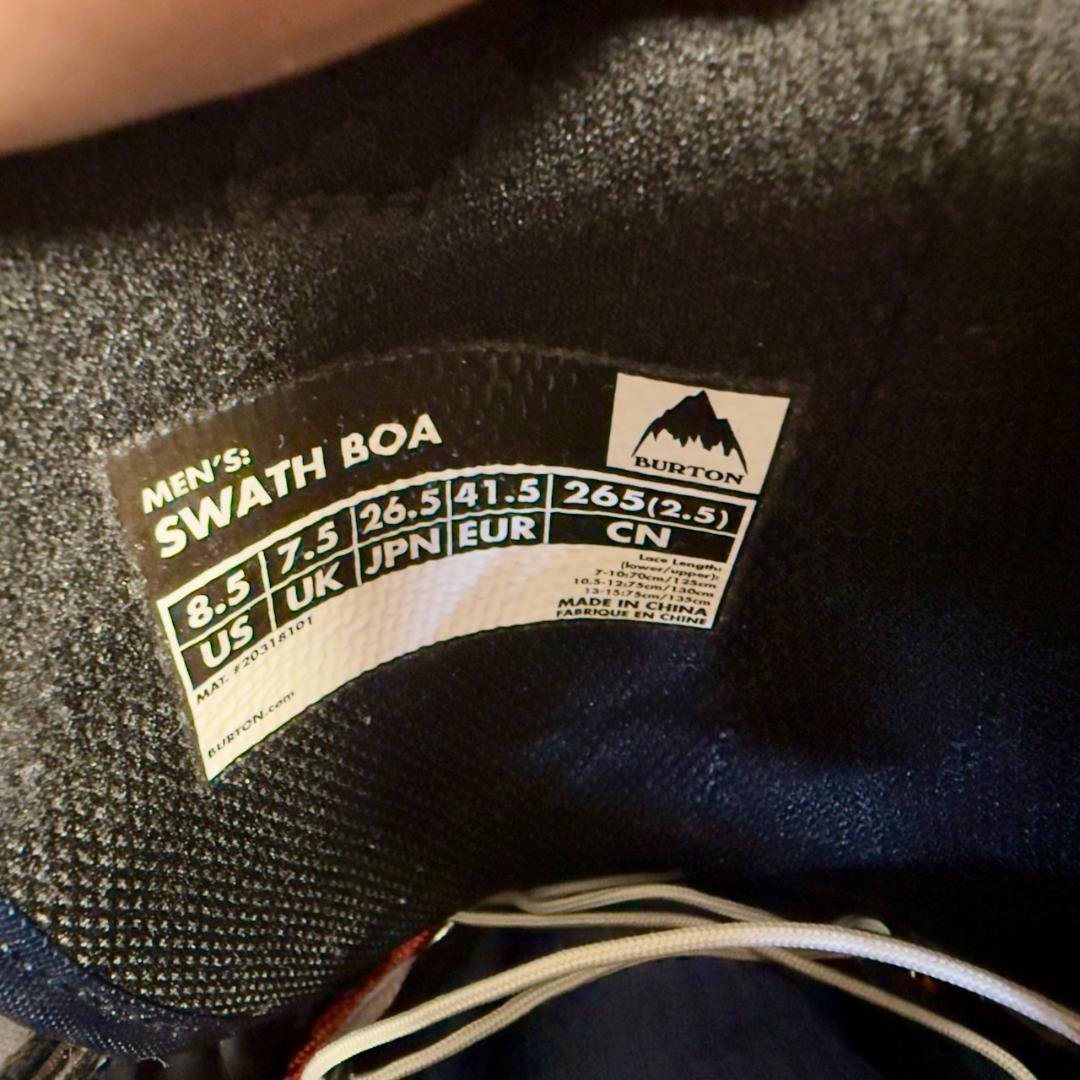 MEN'S:
SWATH BOA
BURTON
8.5 7.5 26.5 41.5 265(2.5)
US UK JPN EUR CN
MAT. #20318101
BURTON.com
Lace Length:
(lower/upper):
7-10:70cm/125cm
10.5-12:75cm/130cm
13-15:75cm/135cm
MADE IN CHINA
FABRIQUE EN CHINE